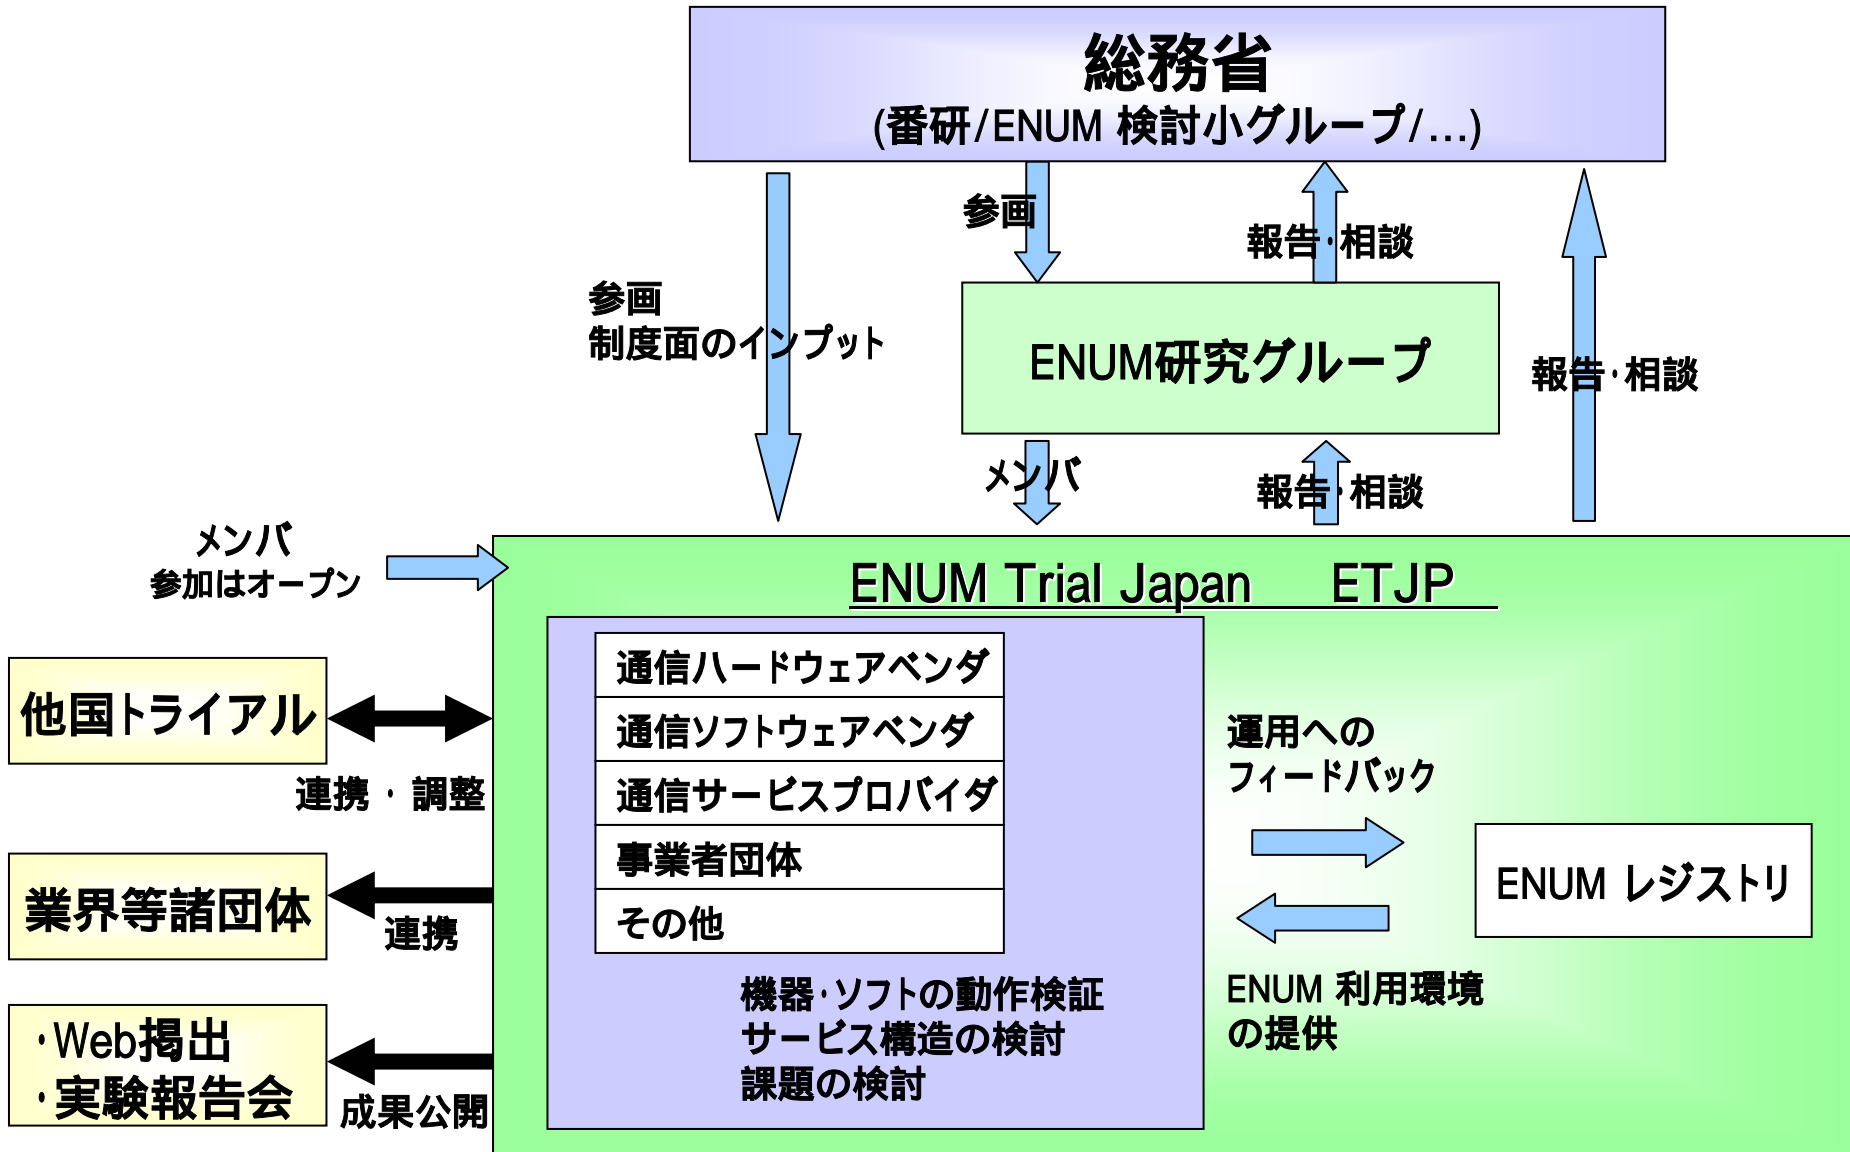 総務省
(番研/ENUM 検討小グループ/…)
参画
報告・相談
参画
制度面のインプット
ENUM研究グループ
報告・相談
メンバ
報告・相談
メンバ
参加はオープン
ENUM Trial Japan ETJP
通信ハードウェアベンダ
通信ソフトウェアベンダ
通信サービスプロバイダ
事業者団体
その他
機器・ソフトの動作検証
サービス構造の検討
課題の検討
運用への
フィードバック
ENUM レジストリ
ENUM 利用環境
の提供
他国トライアル
連携・調整
業界等諸団体
連携
・Web掲出
・実験報告会
成果公開